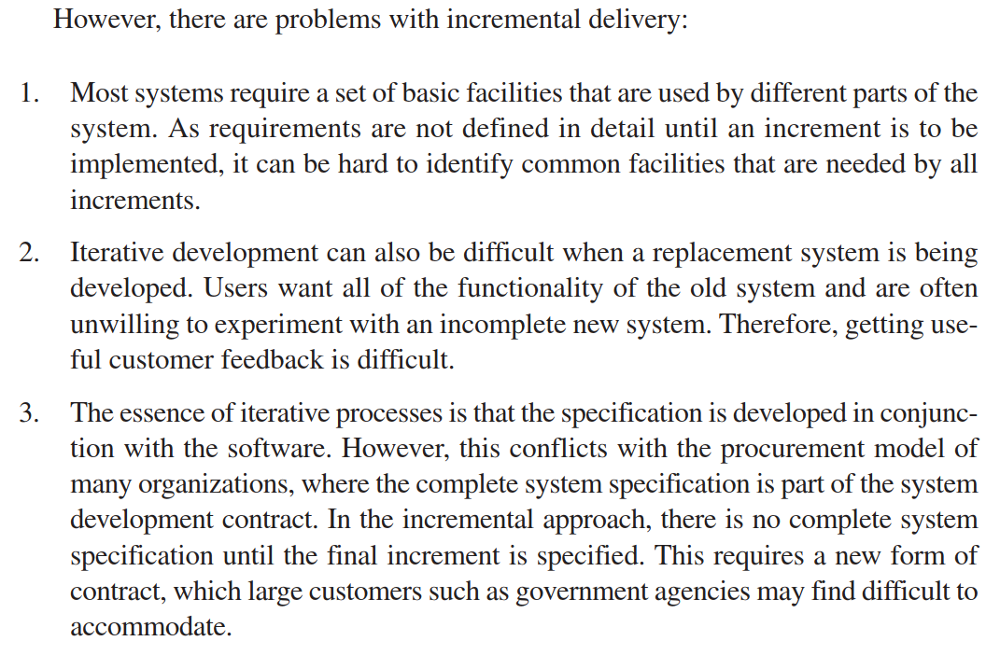 However, there are problems with incremental delivery:
1. Most systems require a set of basic facilities that are used by different parts of the
system. As requirements are not defined in detail until an increment is to be
implemented, it can be hard to identify common facilities that are needed by all
increments.
2. Iterative development can also be difficult when a replacement system is being
developed. Users want all of the functionality of the old system and are often
unwilling to experiment with an incomplete new system. Therefore, getting use-
ful customer feedback is difficult.
3. The essence of iterative processes is that the specification is developed in conjunc-
tion with the software. However, this conflicts with the procurement model of
many organizations, where the complete system specification is part of the system
development contract. In the incremental approach, there is no complete system
specification until the final increment is specified. This requires a new form of
contract, which large customers such as government agencies may find difficult to
accommodate.